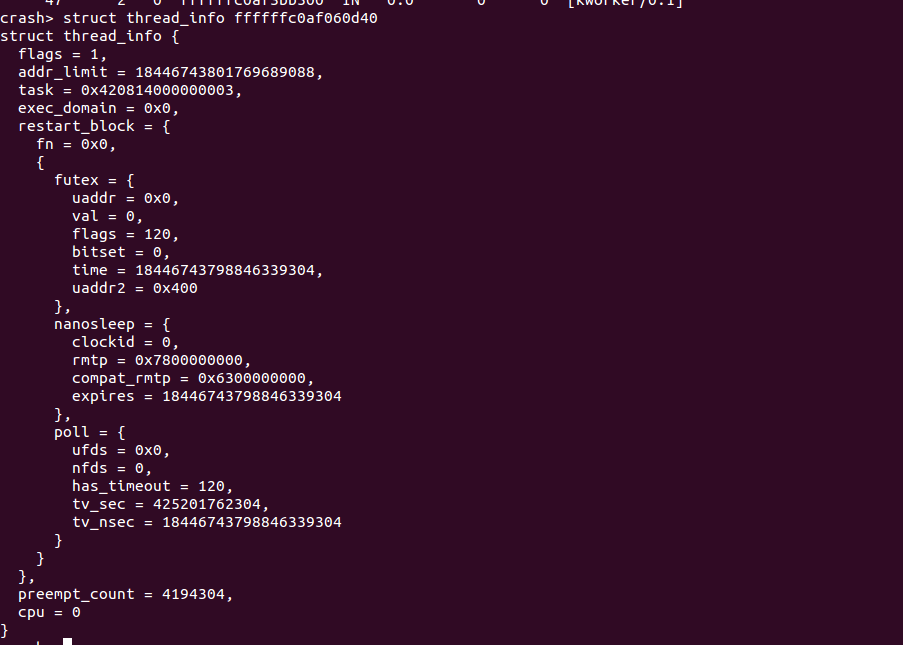 47 2 0 ffffffc0af3bb300 IN 0.0 0 0 [kworker/0:1]
crash> struct thread_info ffffffc0af060d40
struct thread_info {
flags = 1,
addr_limit = 18446743801769689088,
task = 0x420814000000003,
exec_domain = 0x0,
restart_block = {
fn = 0x0,
{
futex = {
uaddr = 0x0,
val = 0,
flags = 120,
bitset = 0,
time = 18446743798846339304,
uaddr2 = 0x400
},
nanosleep = {
clockid = 0,
rmtp = 0x7800000000,
compat_rmtp = 0x6300000000,
expires = 18446743798846339304
},
poll = {
ufds = 0x0,
nfds = 0,
has_timeout = 120,
tv_sec = 425201762304,
tv_nsec = 18446743798846339304
}
}
},
preempt_count = 4194304,
cpu = 0
}